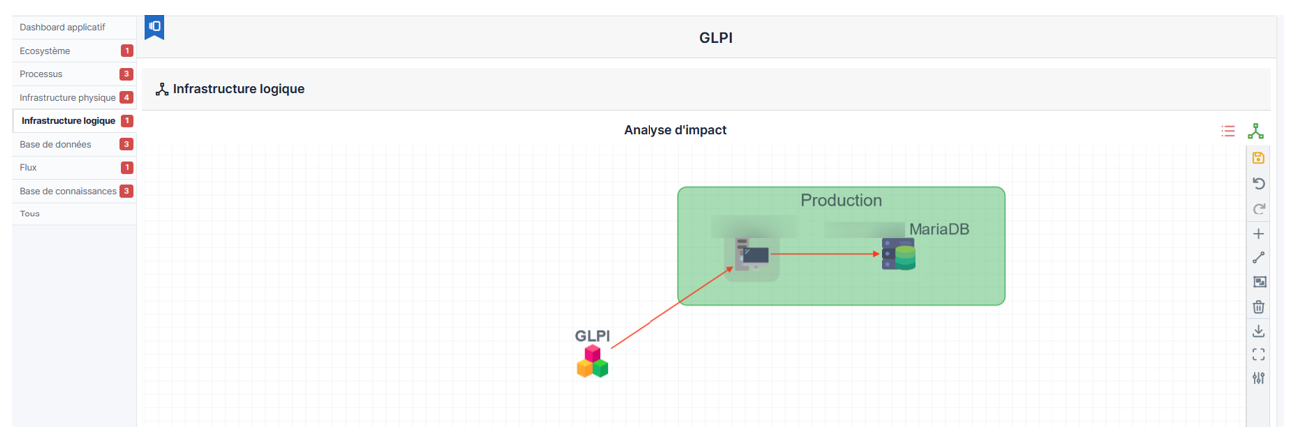 GLPI
Dashboard applicatif
Ecosystème 1
Processus 3
Infrastructure physique 4
Infrastructure logique 1
Base de données 3
Flux 1
Base de connaissances 3
Tous
Infrastructure logique
Analyse d'impact
Production
MariaDB
GLPI